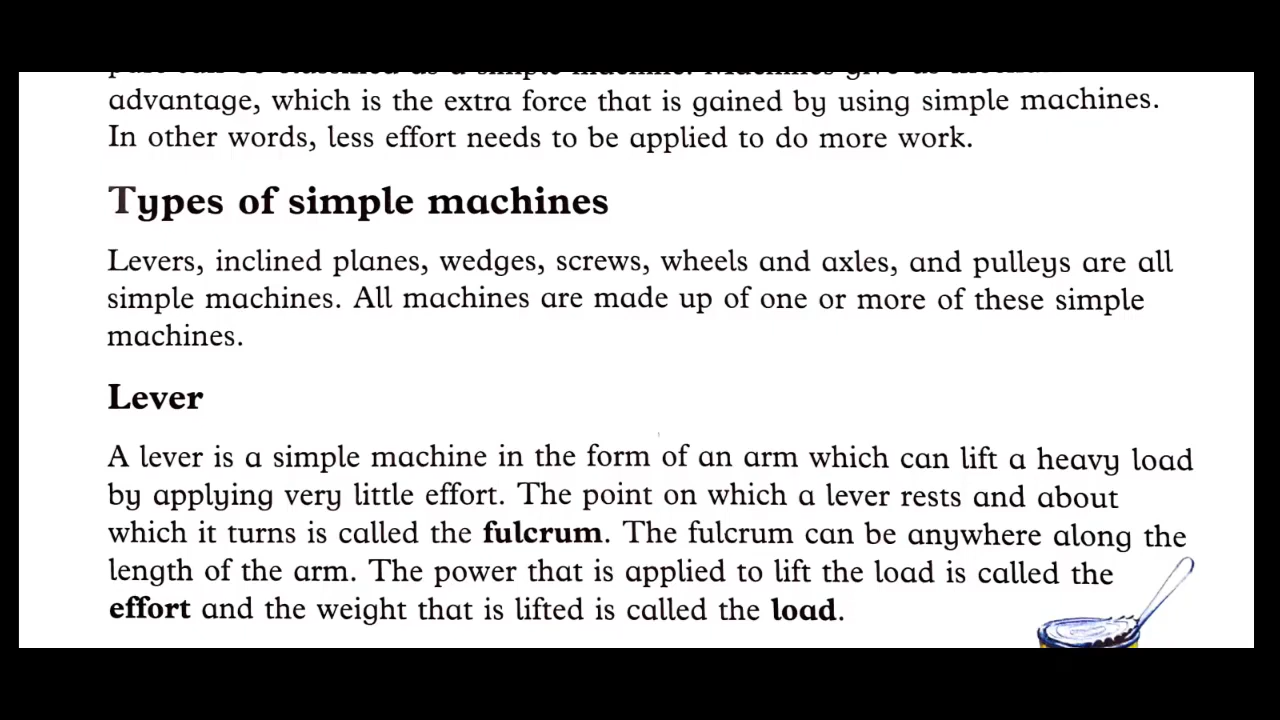 advantage, which is the extra force that is gained by using simple machines.
In other words, less effort needs to be applied to do more work.
Types of simple machines
Levers, inclined planes, wedges, screws, wheels and axles, and pulleys are all
simple machines. All machines are made up of one or more of these simple
machines.
Lever
A lever is a simple machine in the form of an arm which can lift a heavy load
by applying very little effort. The point on which a lever rests and about
which it turns is called the fulcrum. The fulcrum can be anywhere along the
length of the arm. The power that is applied to lift the load is called the
effort and the weight that is lifted is called the load.